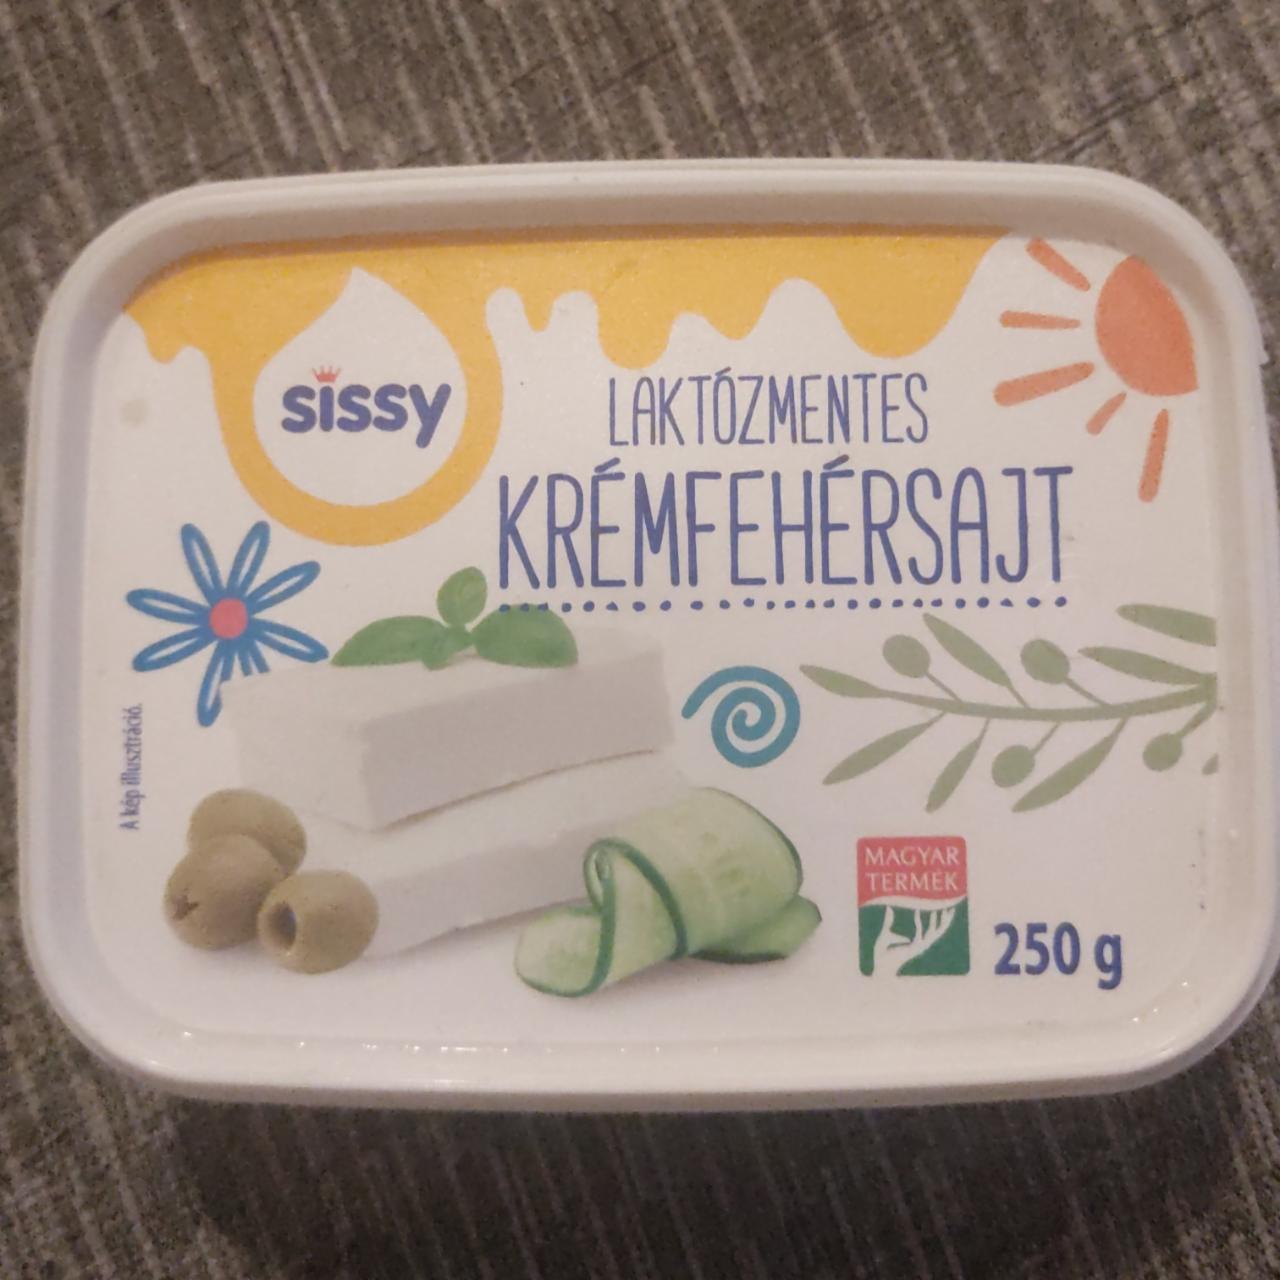 sissy
LAKTÓZMENTES
KRÉMFEHÉRSAJT
A kép illusztráció.
MAGYAR
TERMÉK
250 g